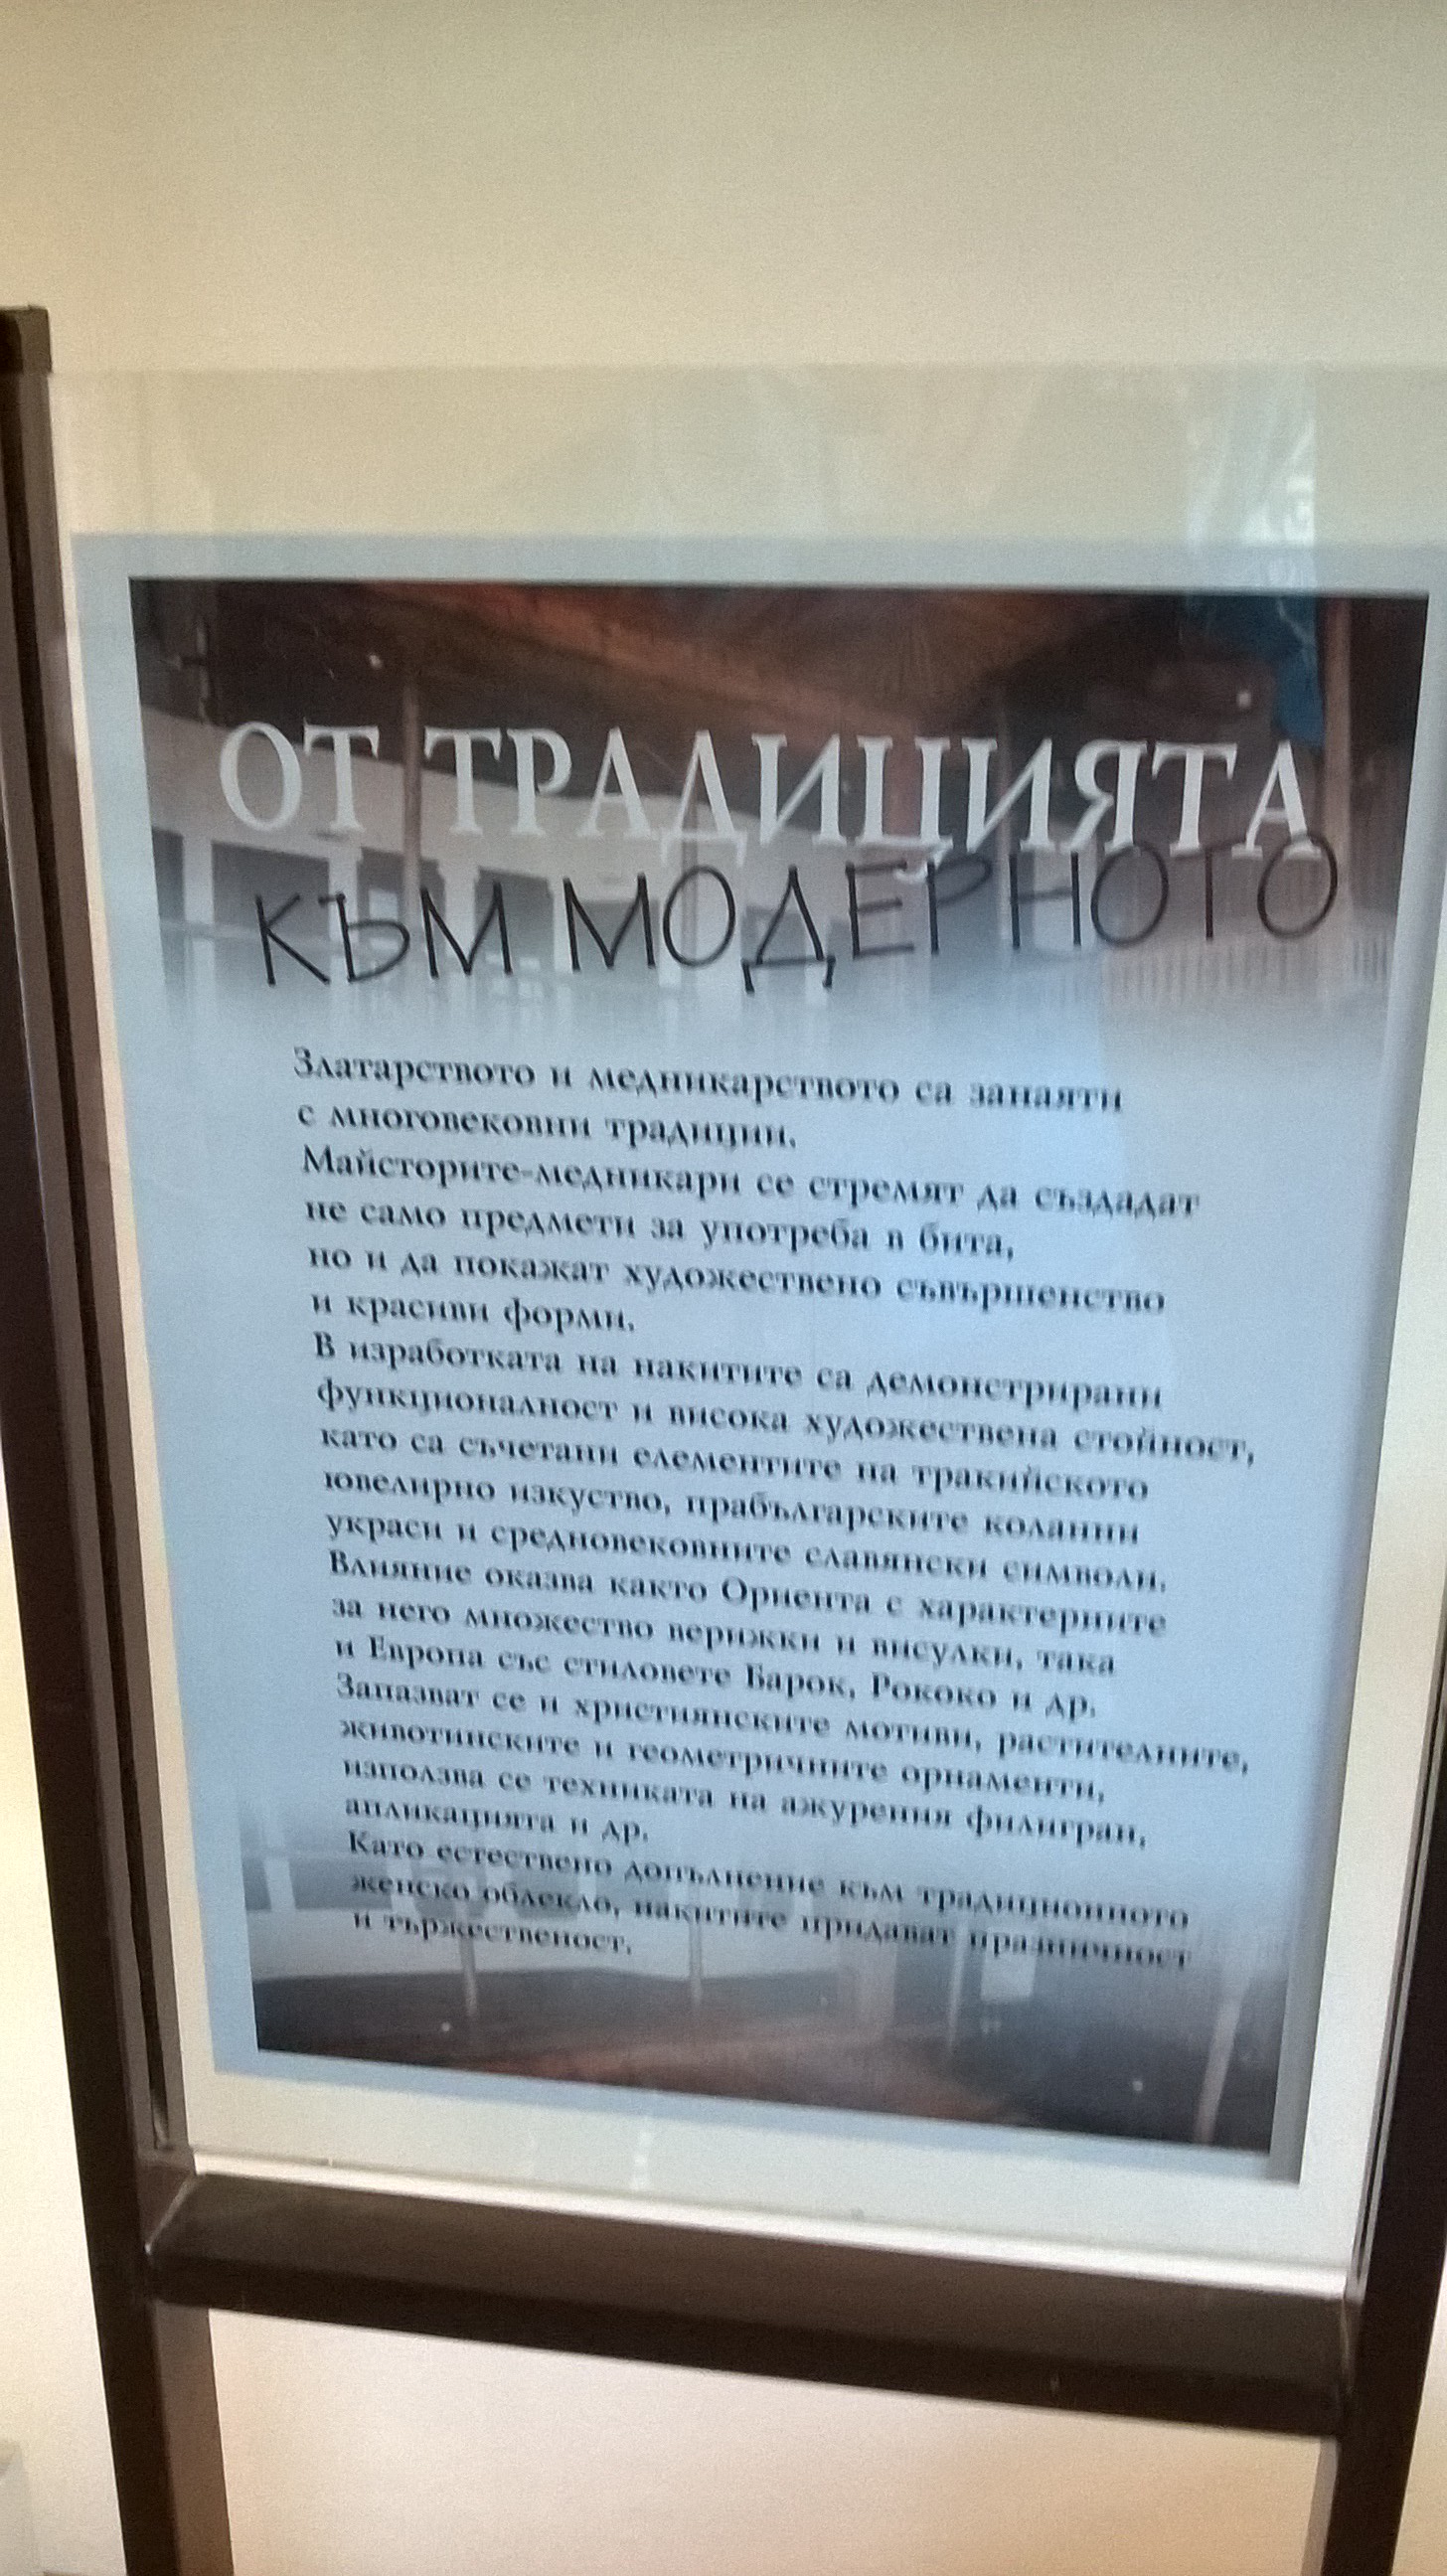 ОТ ТРАДИЦИЯТА
КЪМ МОДЕРНОТО
Златарството и медникарството са занаяти
с многовековни традиции.
Майсторите-медникари се стремят да създадат
не само предмети за употреба в бита,
но и да покажат художествено съвършенство
и красиви форми.
В изработката на накитите са демонстрирани
функционалност и висока художествена стойност,
като са съчетани елементите на тракийското
ювелирно изкуство, прабългарските коланни
украси и средновековните славянски символи.
Влияние оказва както Ориента с характерните
за него множество верижки и висулки, така
и Европа със стиловете Барок, Рококо и др.
Запазват се и християнските мотиви, растителните,
животинските и геометричните орнаменти,
използва се техниката на ажурения филигран,
апликацията и др.
Като естествено допълнение към традиционното
женско облекло, накитите придават празничност
и тържественост.